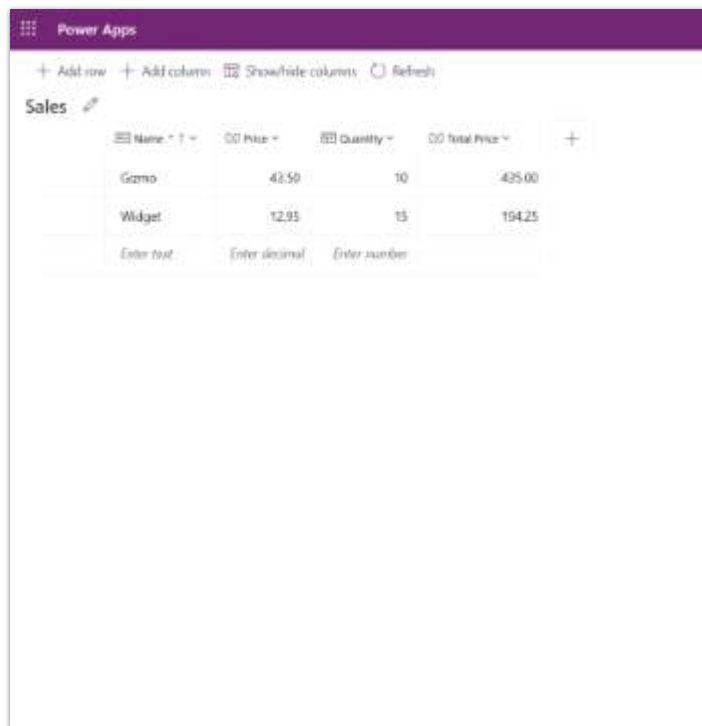 Power Apps
+ Add row + Add column Show/hide columns Refresh
Sales
Name * ↑ Price Quantity Total Price +
Gizmo 43.50 10 435.00
Widget 12.95 15 194.25
Enter text Enter decimal Enter number